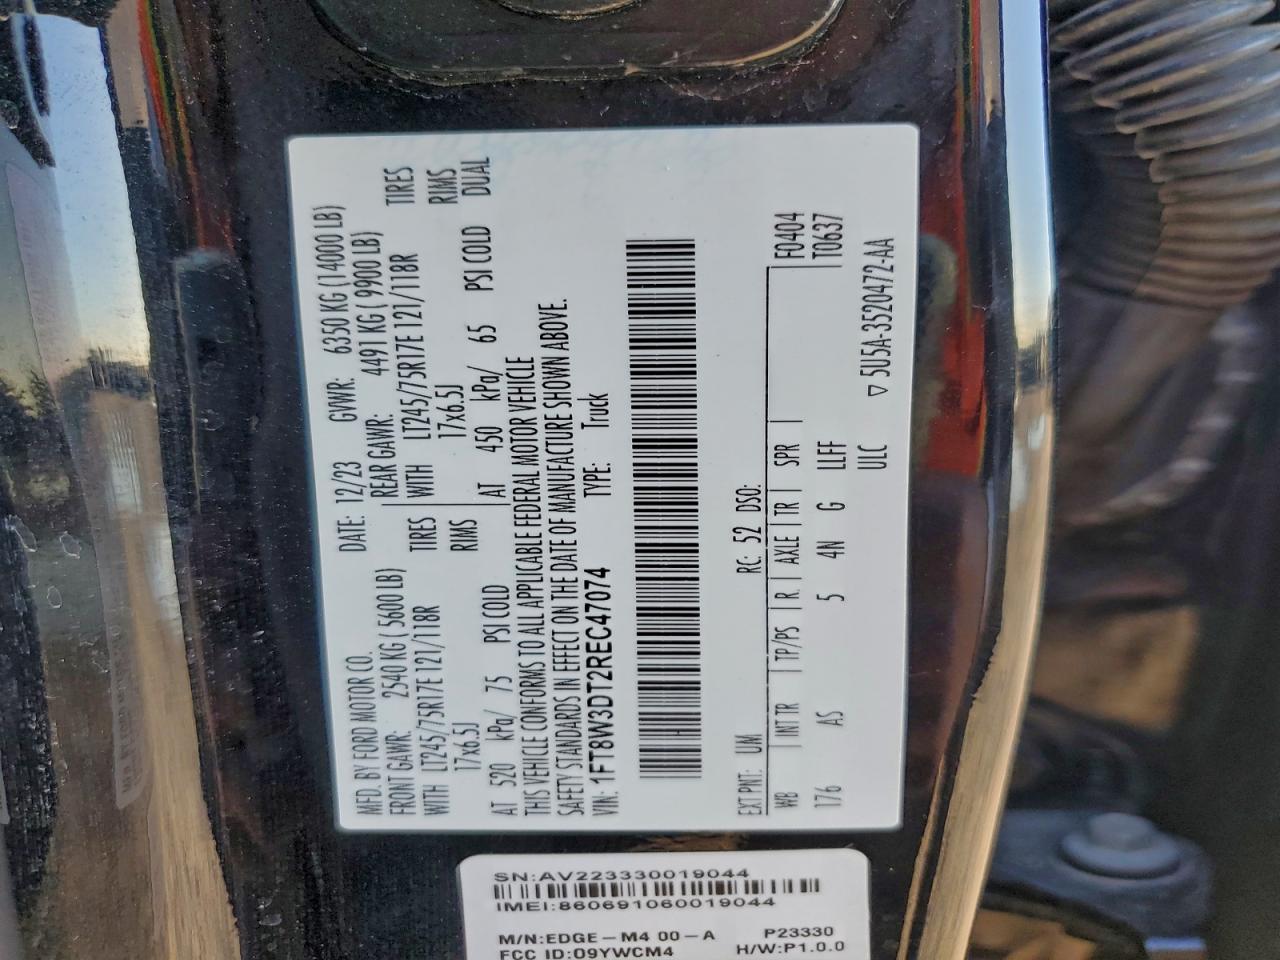 MFD. BY FORD MOTOR CO.
DATE: 12/23 GVWR: 6350 KG (14000 LB)
FRONT GAWR: 2540 KG (5600 LB)
REAR GAWR: 4491 KG (9900 LB)
WITH LT245/75R17E 121/118R TIRES
WITH LT245/75R17E 121/118R TIRES
17x6.5J RIMS
17x6.5J RIMS
AT 520 kPa/ 75 PSI COLD
AT 450 kPa/ 65 PSI COLD DUAL
THIS VEHICLE CONFORMS TO ALL APPLICABLE FEDERAL MOTOR VEHICLE
SAFETY STANDARDS IN EFFECT ON THE DATE OF MANUFACTURE SHOWN ABOVE.
VIN: 1FT8W3DT2REC47074 TYPE: Truck
F0404
T0637
EXT PNT: UM RC: 52 DSO:
WB INT TR TP/PS R AXLE TR SPR
176 AS 5 4N G LLFF
ULC ▽ 5U5A-3520472-AA
SN:AV223330019044
IMEI:860691060019044
M/N:EDGE-M4 00-A P23330
FCC ID:09YWCM4 H/W:P1.0.0